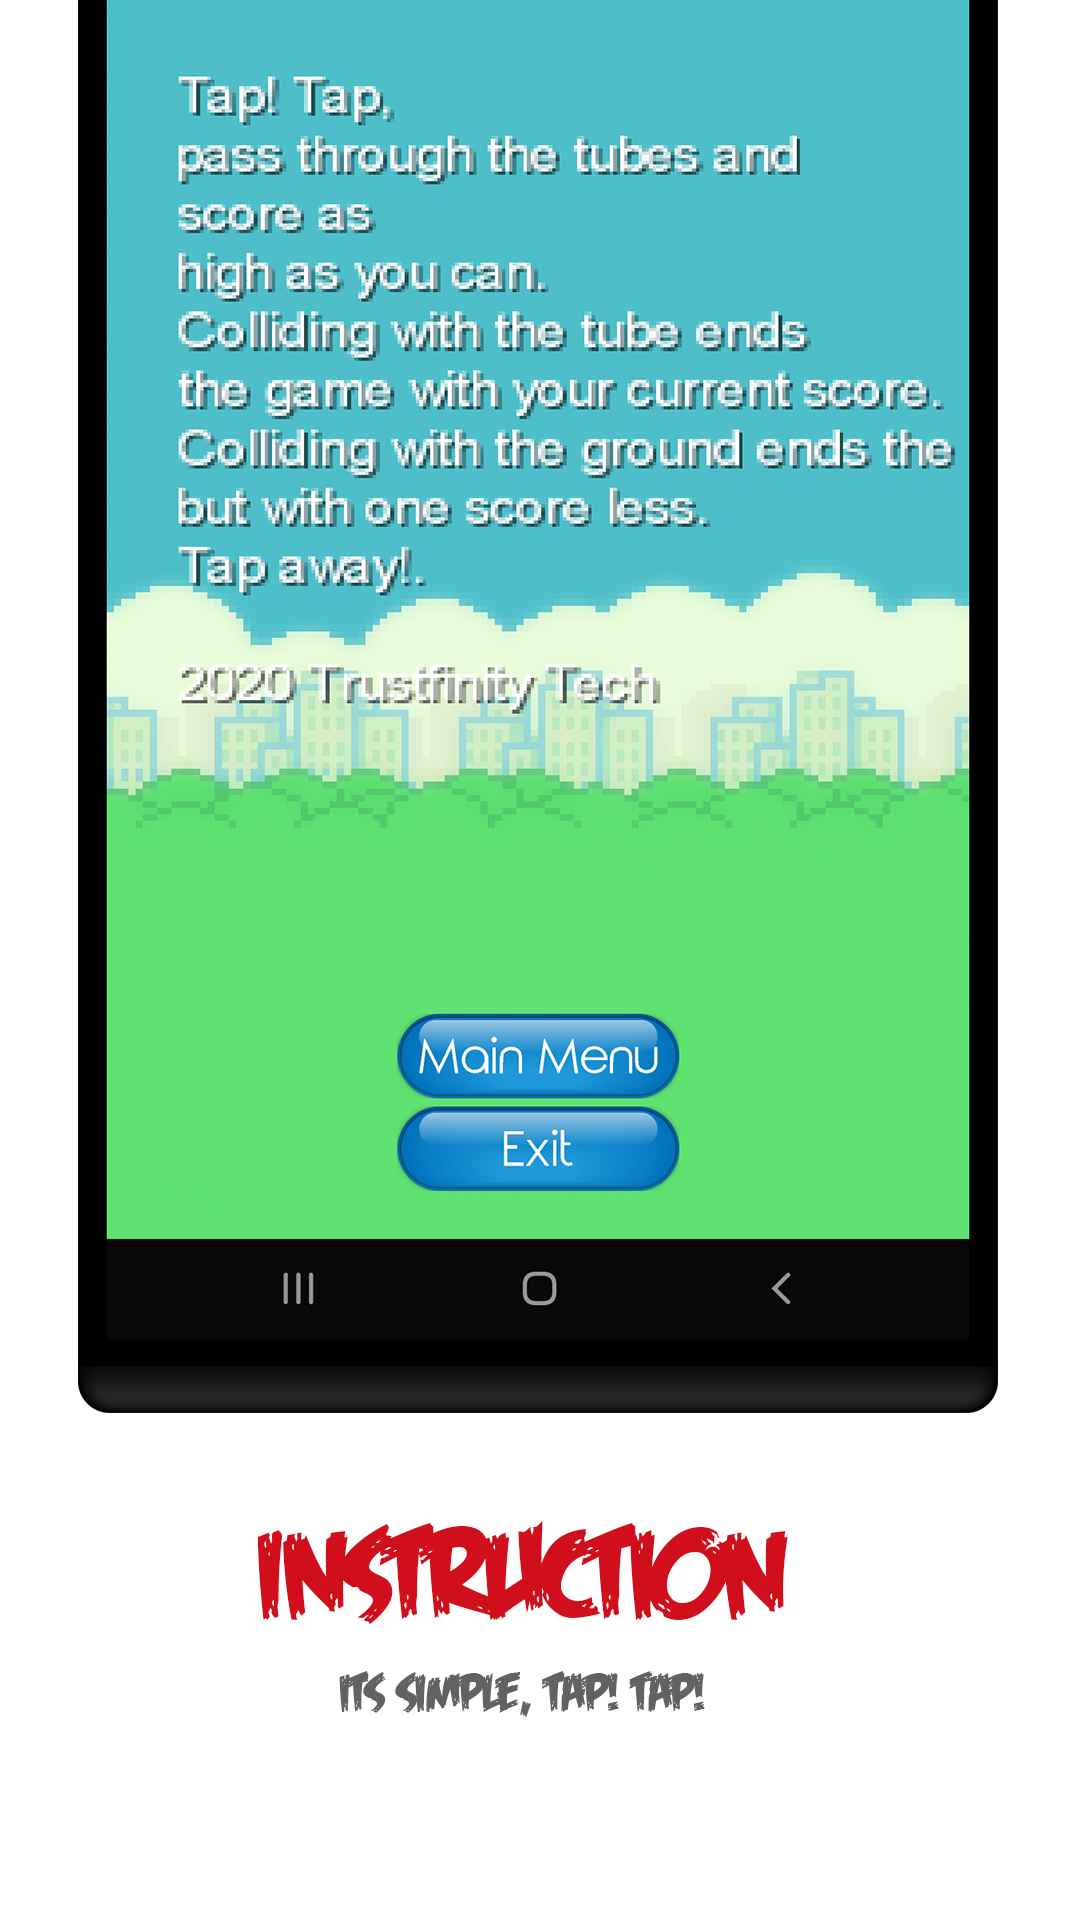 Tap! Tap,
pass through the tubes and
score as
high as you can.
Colliding with the tube ends
the game with your current score.
Colliding with the ground ends the
but with one score less.
Tap away!.
2020 Trustfinity Tech
Main Menu
Exit
INSTRUCTION
ITS SIMPLE, TAP! TAP!